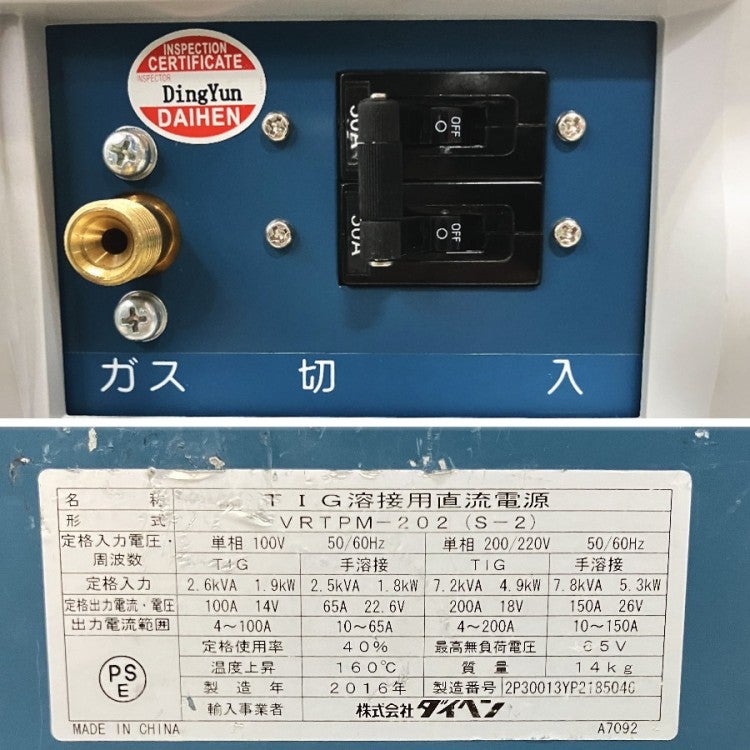 INSPECTION
CERTIFICATE
INSPECTOR
DingYun
DAIHEN
OFF
OFF
ガス 切 入
名 称 TIG溶接用直流電源
形 式 VRTPM-202(S-2)
定格入力電圧・周波数 単相 100V 50/60Hz 単相 200/220V 50/60Hz
TIG 手溶接 TIG 手溶接
定格入力 2.6kVA 1.9kW 2.5kVA 1.8kW 7.2kVA 4.9kW 7.8kVA 5.3kW
定格出力電流・電圧 100A 14V 65A 22.6V 200A 18V 150A 26V
出力電流範囲 4~100A 10~65A 4~200A 10~150A
定格使用率 40% 最高無負荷電圧 65V
温度上昇 160℃ 質量 14kg
製造年 2016年 製造番号
輸入事業者 株式会社ダイヘン
PS
E
MADE IN CHINA A7092